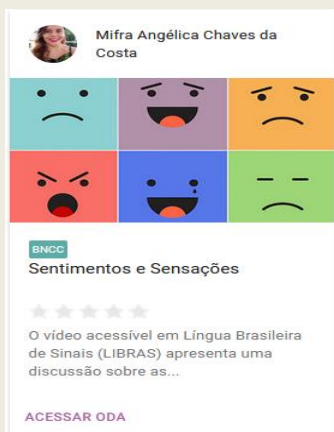 Mifra Angélica Chaves da
Costa
BNCC
Sentimentos e Sensações
O vídeo acessível em Língua Brasileira
de Sinais (LIBRAS) apresenta uma
discussão sobre as...
ACESSAR ODA